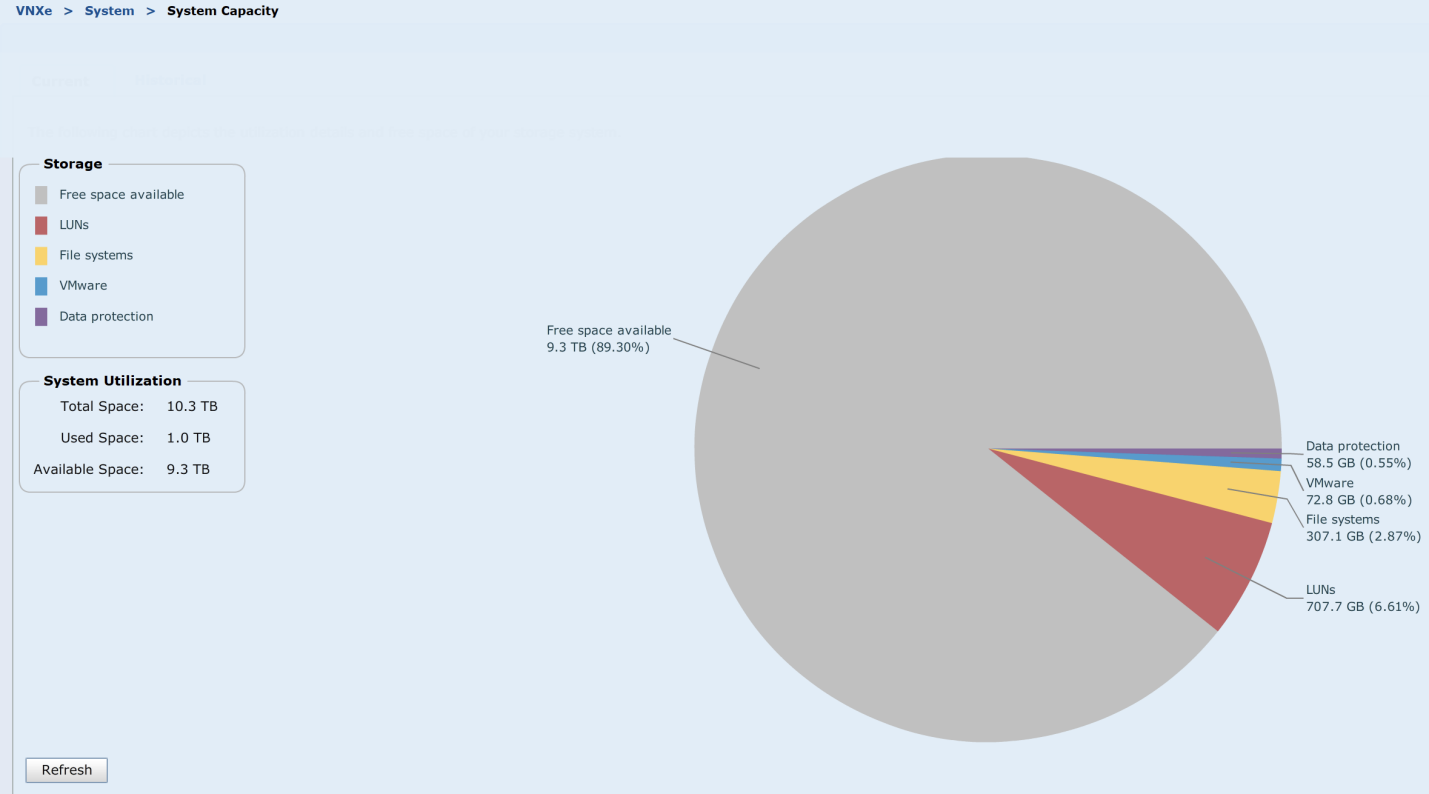 VNXe > System > System Capacity
Storage
Free space available
LUNs
File systems
VMware
Data protection
System Utilization
Total Space: 10.3 TB
Used Space: 1.0 TB
Available Space: 9.3 TB
Refresh
Free space available
9.3 TB (89.30%)
Data protection
58.5 GB (0.55%)
VMware
72.8 GB (0.68%)
File systems
307.1 GB (2.87%)
LUNs
707.7 GB (6.61%)